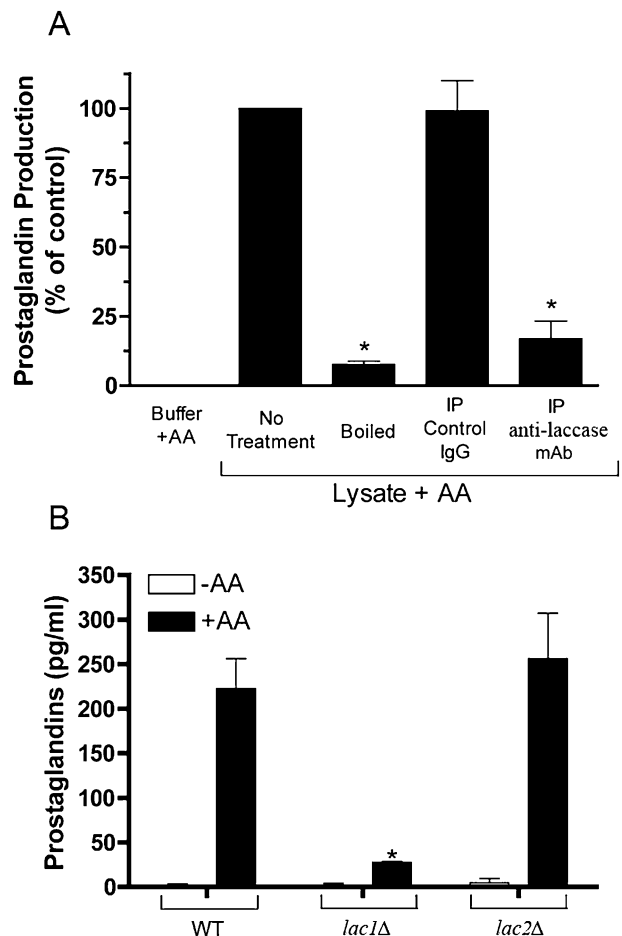 A
Prostaglandin Production
(% of control)
100
75
50
25
0
*
*
Buffer
+AA
No
Treatment
Boiled
IP
Control
IgG
IP
anti-laccase
mAb
Lysate + AA
B
Prostaglandins (pg/ml)
350
300
250
200
150
100
50
0
-AA
+AA
*
WT
lac1Δ
lac2Δ